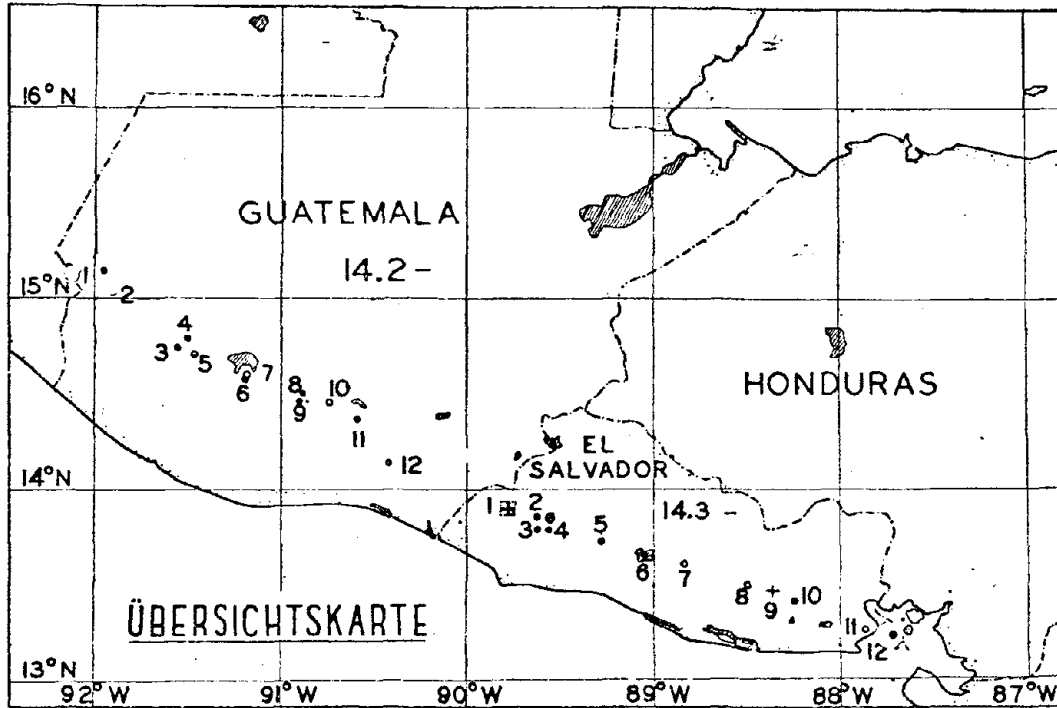 16°N
GUATEMALA
14.2 –
15°N
1
2
4
3
5
7
6
8
9
10
11
HONDURAS
12
EL
SALVADOR
14°N
1
2
3
4
5
14.3 –
6
7
8
9
10
11
12
ÜBERSICHTSKARTE
13°N
92°W
91°W
90°W
89°W
88°W
87°W